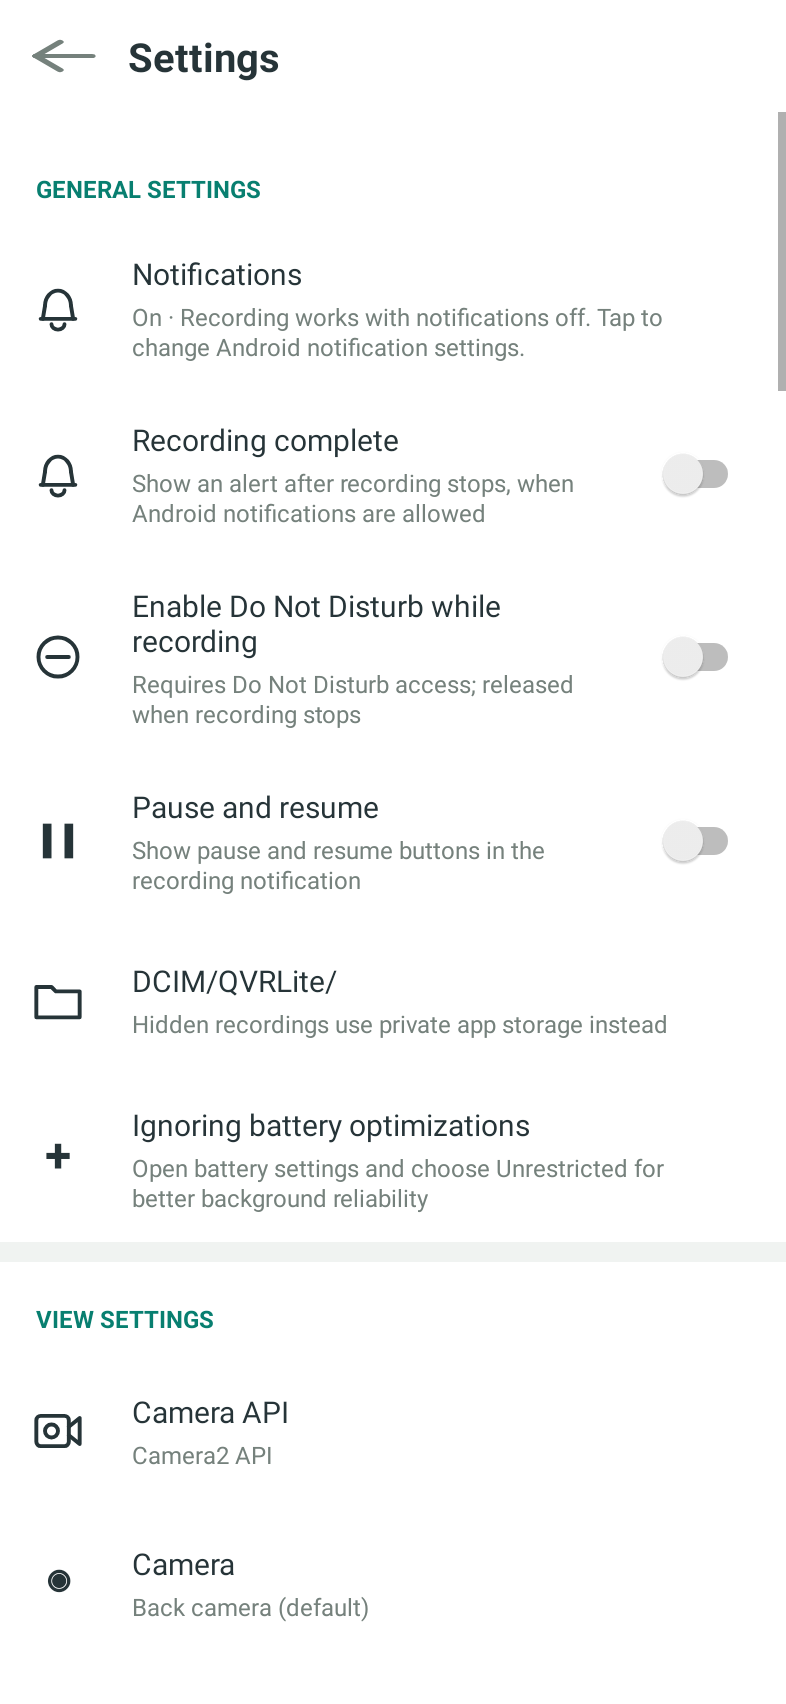 Settings
GENERAL SETTINGS
Notifications
On · Recording works with notifications off. Tap to
change Android notification settings.
Recording complete
Show an alert after recording stops, when
Android notifications are allowed
Enable Do Not Disturb while
recording
Requires Do Not Disturb access; released
when recording stops
Pause and resume
Show pause and resume buttons in the
recording notification
DCIM/QVRLite/
Hidden recordings use private app storage instead
Ignoring battery optimizations
Open battery settings and choose Unrestricted for
better background reliability
VIEW SETTINGS
Camera API
Camera2 API
Camera
Back camera (default)